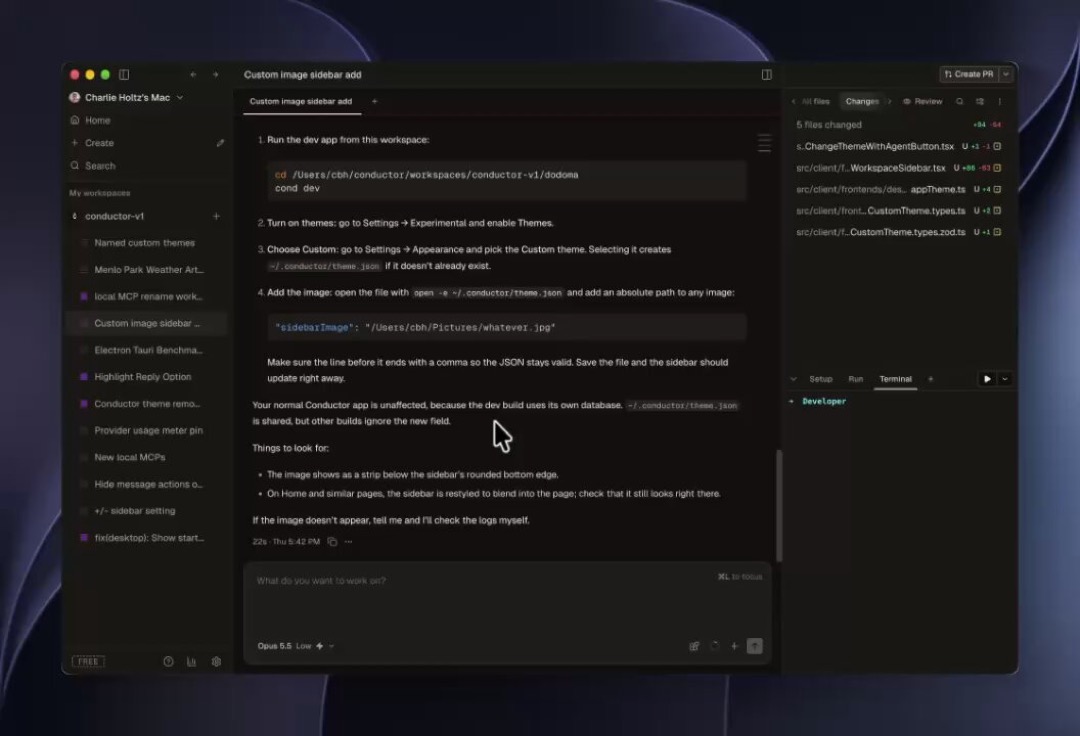 Custom image sidebar add
Create PR
Charlie Holtz's Mac
Home
Create
Search
My workspaces
conductor-v1
Named custom themes
Menlo Park Weather Art...
local MCP rename work...
Custom image sidebar ...
Electron Tauri Benchma...
Highlight Reply Option
Conductor theme remo...
Provider usage meter pin
New local MCPs
Hide message actions o...
+/- sidebar setting
fix(desktop): Show start...
FREE
Custom image sidebar add
1. Run the dev app from this workspace:
cd /Users/cbh/conductor/workspaces/conductor-v1/dodoma
cond dev
2. Turn on themes: go to Settings → Experimental and enable Themes.
3. Choose Custom: go to Settings → Appearance and pick the Custom theme. Selecting it creates
~/.conductor/theme.json if it doesn't already exist.
4. Add the image: open the file with open -e ~/.conductor/theme.json and add an absolute path to any image:
"sidebarImage": "/Users/cbh/Pictures/whatever.jpg"
Make sure the line before it ends with a comma so the JSON stays valid. Save the file and the sidebar should
update right away.
Your normal Conductor app is unaffected, because the dev build uses its own database. ~/.conductor/theme.json
is shared, but other builds ignore the new field.
Things to look for:
• The image shows as a strip below the sidebar's rounded bottom edge.
• On Home and similar pages, the sidebar is restyled to blend into the page; check that it still looks right there.
If the image doesn't appear, tell me and I'll check the logs myself.
22s · Thu 5:42 PM
What do you want to work on?
⌘L to focus
Opus 5.5 Low
All files Changes Review
5 files changed +94 -64
s..ChangeThemeWithAgentButton.tsx U +1 -1
src/client/f...WorkspaceSidebar.tsx U +86 -63
src/client/frontends/des... appTheme.ts U +4
src/client/front...CustomTheme.types.ts U +2
src/client/f..CustomTheme.types.zod.ts U +1
Setup Run Terminal +
→ Developer